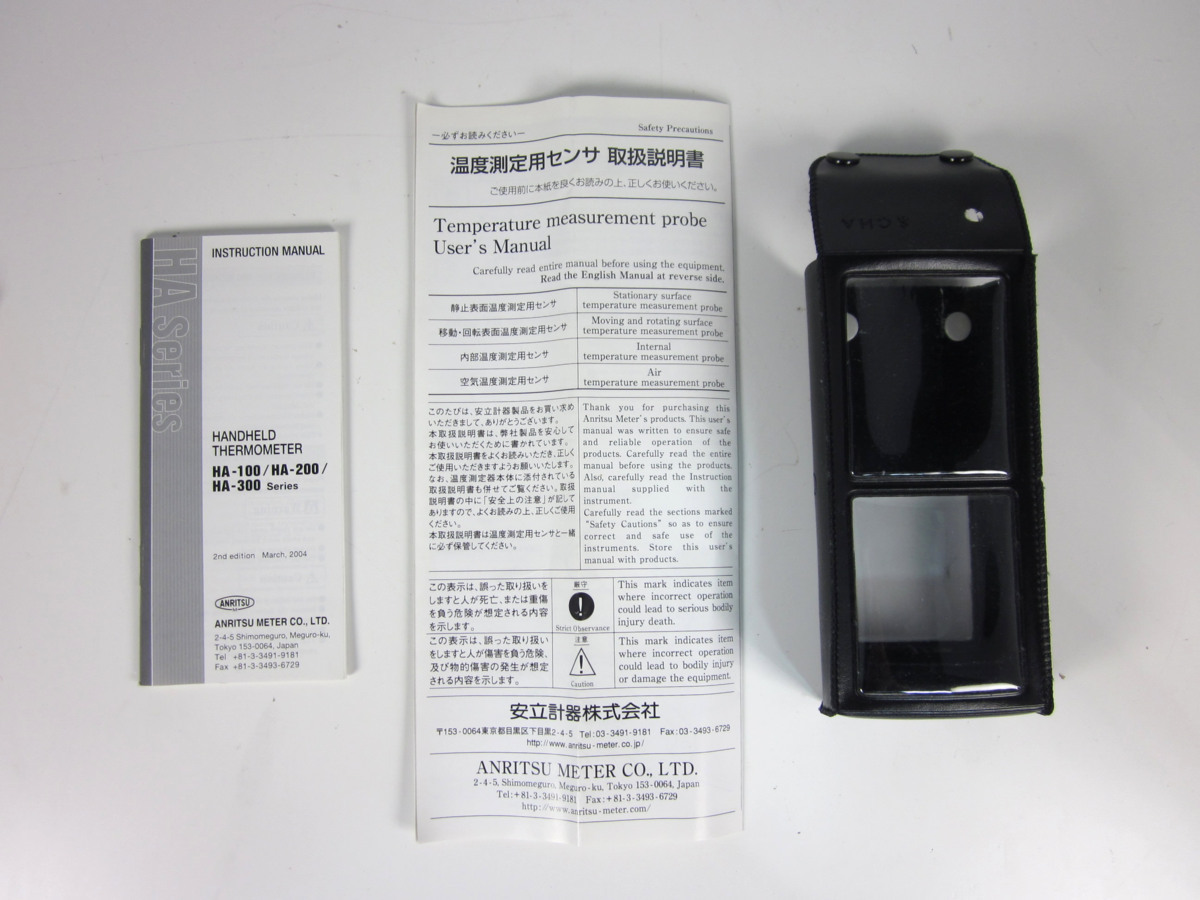 HA Series
INSTRUCTION MANUAL
HANDHELD
THERMOMETER
HA-100/HA-200/
HA-300 Series
2nd edition March, 2004
ANRITSU
ANRITSU METER CO., LTD.
2-4-5 Shimomeguro, Meguro-ku,
Tokyo 153-0064, Japan
Tel +81-3-3491-9181
Fax +81-3-3493-6729
−必ずお読みください− Safety Precautions
温度測定用センサ 取扱説明書
ご使用前に本紙を良くお読みの上、正しくお使いください。
Temperature measurement probe
User's Manual
Carefully read entire manual before using the equipment.
Read the English Manual at reverse side.
静止表面温度測定用センサ
Stationary surface
temperature measurement probe
移動・回転表面温度測定用センサ
Moving and rotating surface
temperature measurement probe
内部温度測定用センサ
Internal
temperature measurement probe
空気温度測定用センサ
Air
temperature measurement probe
このたびは、安立計器製品をお買い求め
いただきまして、ありがとうございます。
本取扱説明書は、弊社製品を安心して
お使いいただくために書かれています。
本取扱説明書をよくお読みいただき、正しく
ご使用いただきますようお願いいたします。
なお、温度測定器本体に添付されている
取扱説明書も併せてご覧ください。取扱
説明書の中に「安全上の注意」が記して
ありますので、よくお読みの上、正しくご使用
ください。
本取扱説明書は温度測定用センサと一緒
に必ず保管してください。
Thank you for purchasing this
Anritsu Meter's products. This user's
manual was written to ensure safe
and reliable operation of the
products. Carefully read the entire
manual before using the products.
Also, carefully read the Instruction
manual supplied with the
instrument.
Carefully read the sections marked
"Safety Cautions" so as to ensure
correct and safe use of the
instruments. Store this user's
manual with products.
この表示は、誤った取り扱いを
しますと人が死亡、または重傷
を負う危険が想定される内容
を示します。
厳守
Strict Observance
This mark indicates item
where incorrect operation
could lead to serious bodily
injury death.
この表示は、誤った取り扱い
をしますと人が傷害を負う危険、
及び物的傷害の発生が想定
される内容を示します。
注意
Caution
This mark indicates item
where incorrect operation
could lead to bodily injury
or damage the equipment.
安立計器株式会社
〒153-0064東京都目黒区下目黒2-4-5 Tel:03-3491-9181 Fax:03-3493-6729
http://www.anritsu-meter.co.jp/
ANRITSU METER CO., LTD.
2-4-5, Shimomeguro, Meguro-ku, Tokyo 153-0064, Japan
Tel:+81-3-3491-9181 Fax:+81-3-3493-6729
http://www.anritsu-meter.com/